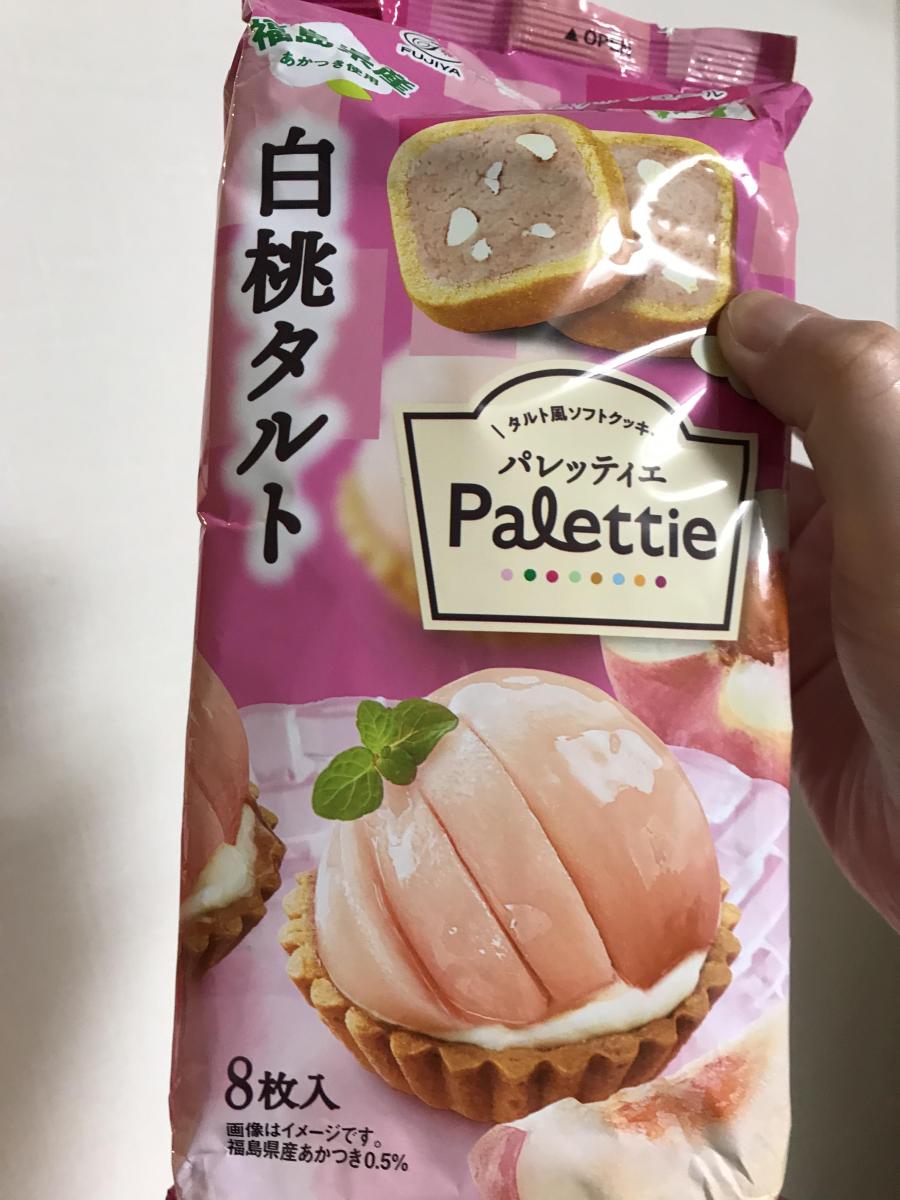 福島県産
あかつき使用
FUJIYA
▲OPEN
白桃タルト
タルト風ソフトクッキー
パレッティエ
Palettie
8枚入
画像はイメージです。
福島県産あかつき0.5%